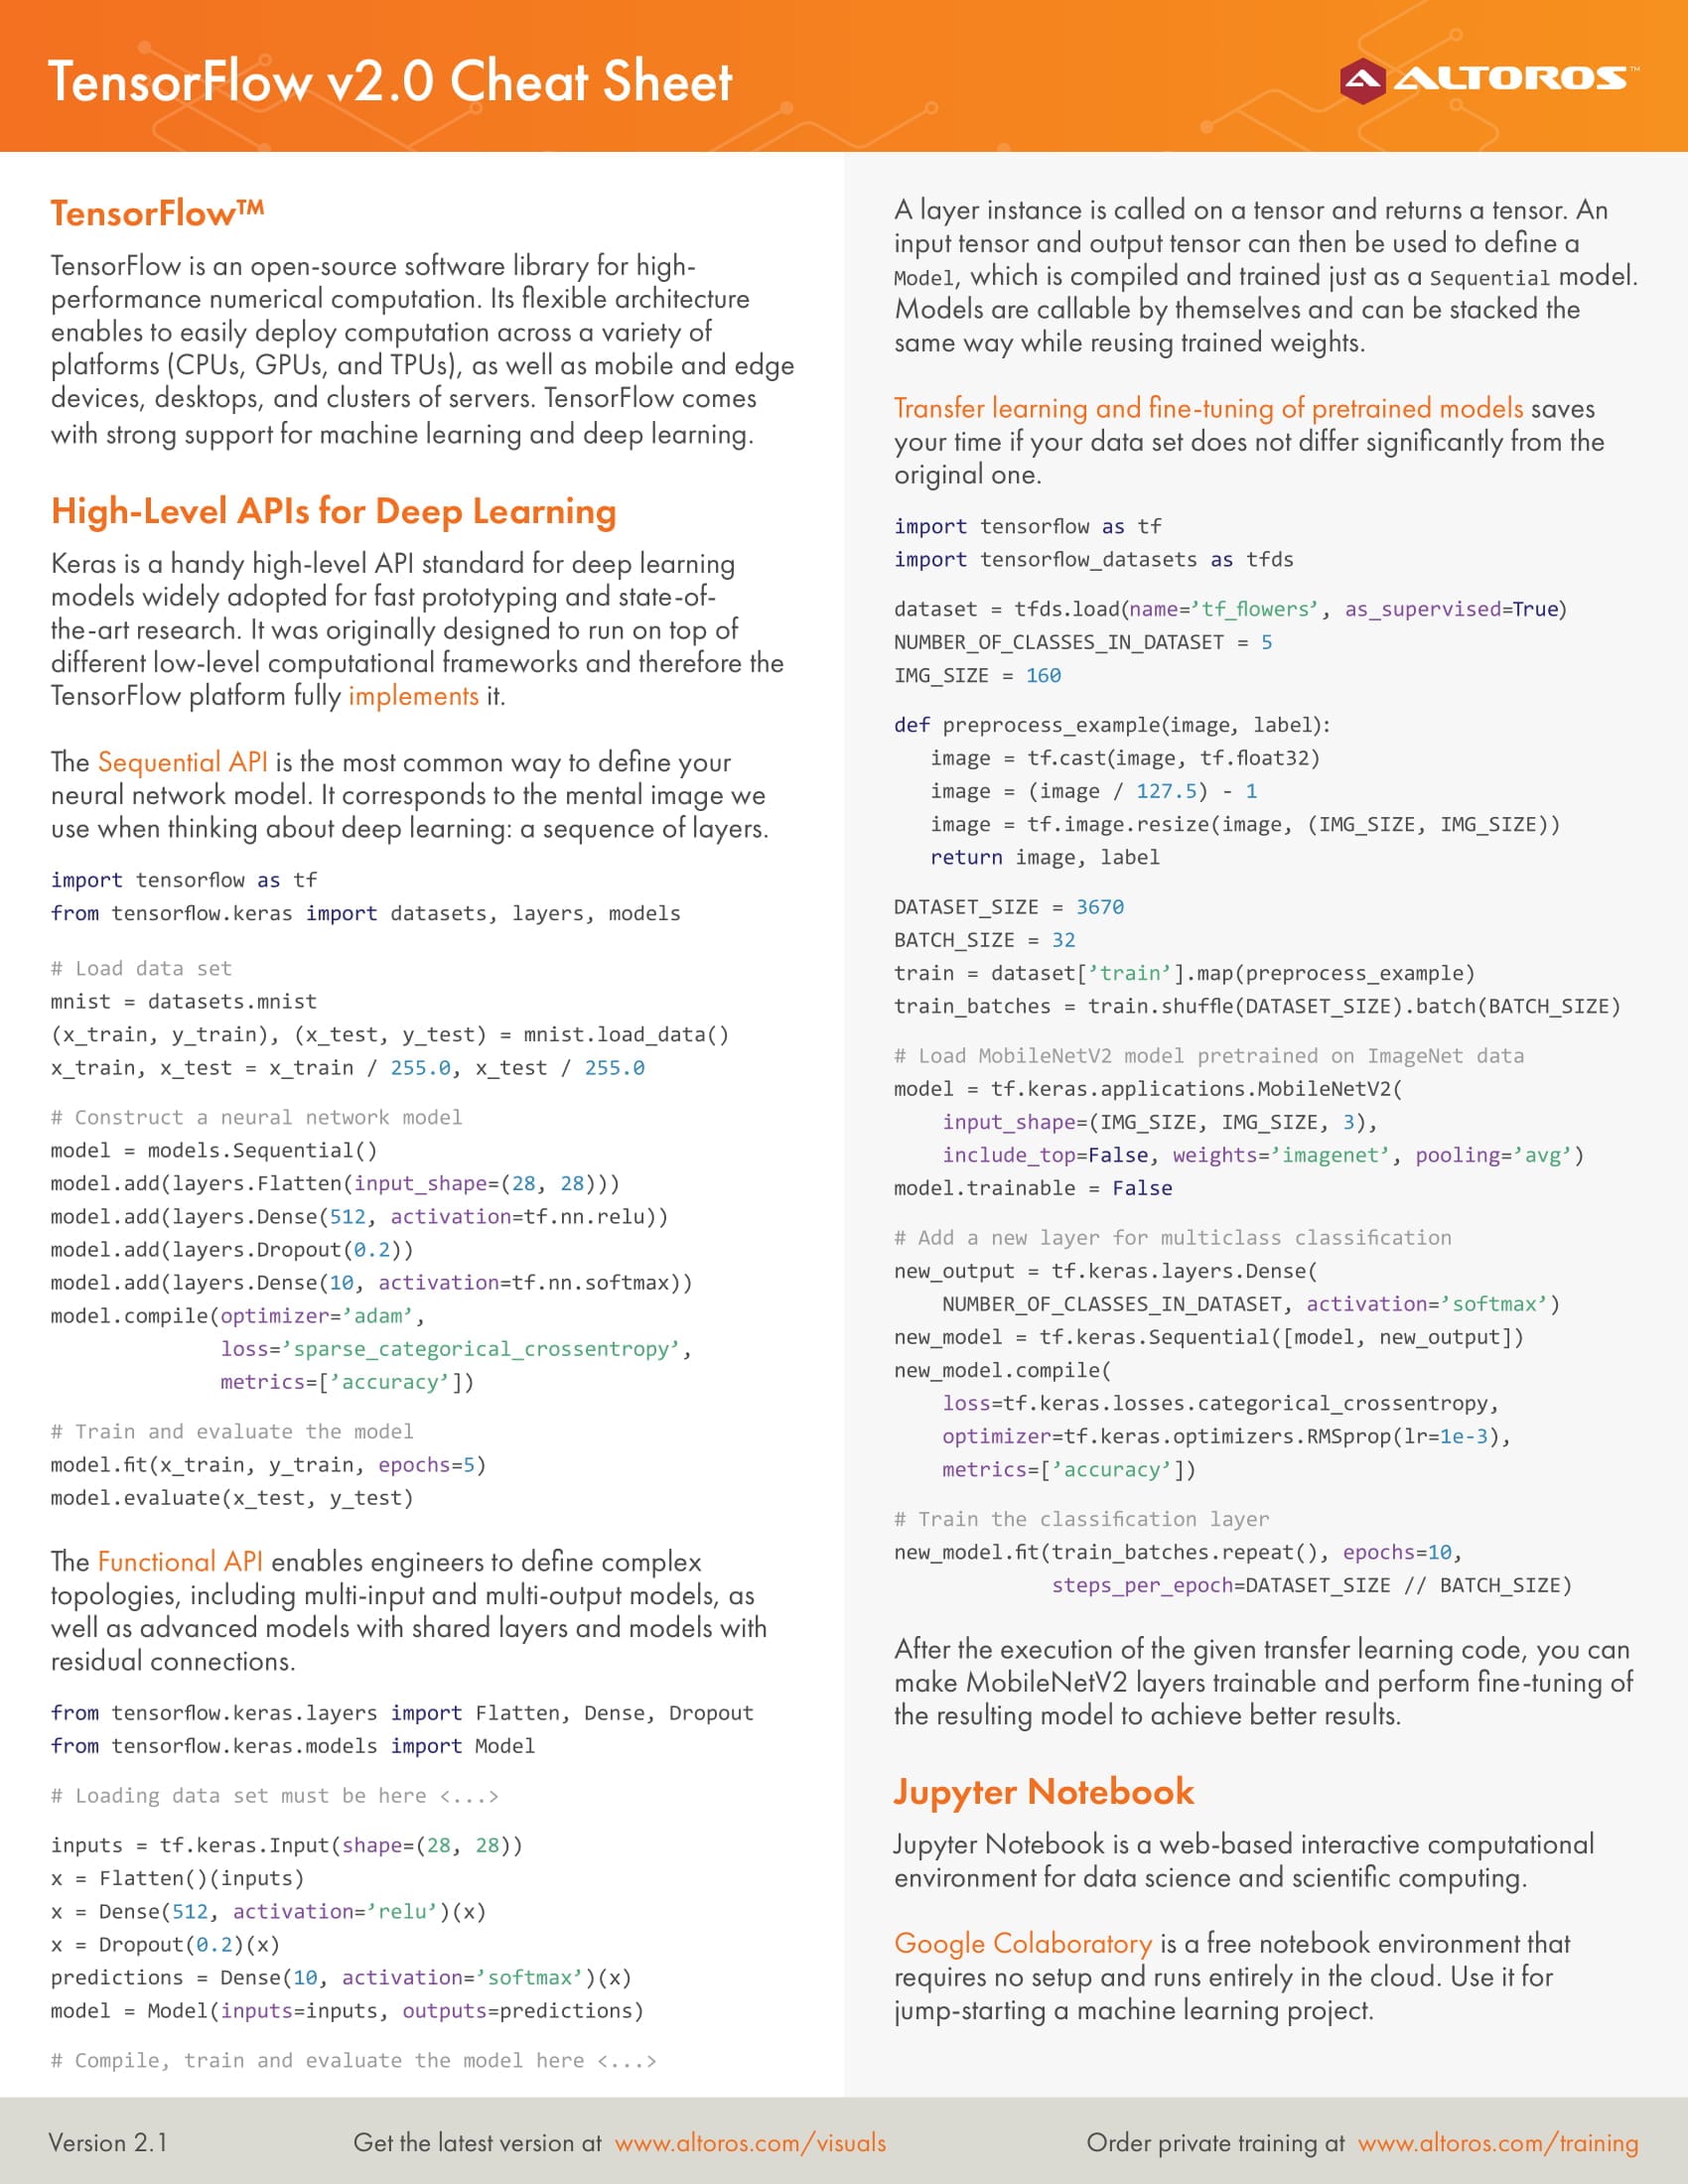 TensorFlow v2.0 Cheat Sheet
ALTOROS™
TensorFlow™
TensorFlow is an open-source software library for high-
performance numerical computation. Its flexible architecture
enables to easily deploy computation across a variety of
platforms (CPUs, GPUs, and TPUs), as well as mobile and edge
devices, desktops, and clusters of servers. TensorFlow comes
with strong support for machine learning and deep learning.
High-Level APIs for Deep Learning
Keras is a handy high-level API standard for deep learning
models widely adopted for fast prototyping and state-of-
the-art research. It was originally designed to run on top of
different low-level computational frameworks and therefore the
TensorFlow platform fully implements it.
The Sequential API is the most common way to define your
neural network model. It corresponds to the mental image we
use when thinking about deep learning: a sequence of layers.
import tensorflow as tf
from tensorflow.keras import datasets, layers, models
# Load data set
mnist = datasets.mnist
(x_train, y_train), (x_test, y_test) = mnist.load_data()
x_train, x_test = x_train / 255.0, x_test / 255.0
# Construct a neural network model
model = models.Sequential()
model.add(layers.Flatten(input_shape=(28, 28)))
model.add(layers.Dense(512, activation=tf.nn.relu))
model.add(layers.Dropout(0.2))
model.add(layers.Dense(10, activation=tf.nn.softmax))
model.compile(optimizer=’adam’,
loss=’sparse_categorical_crossentropy’,
metrics=[’accuracy’])
# Train and evaluate the model
model.fit(x_train, y_train, epochs=5)
model.evaluate(x_test, y_test)
The Functional API enables engineers to define complex
topologies, including multi-input and multi-output models, as
well as advanced models with shared layers and models with
residual connections.
from tensorflow.keras.layers import Flatten, Dense, Dropout
from tensorflow.keras.models import Model
# Loading data set must be here <...>
inputs = tf.keras.Input(shape=(28, 28))
x = Flatten()(inputs)
x = Dense(512, activation=’relu’)(x)
x = Dropout(0.2)(x)
predictions = Dense(10, activation=’softmax’)(x)
model = Model(inputs=inputs, outputs=predictions)
# Compile, train and evaluate the model here <...>
A layer instance is called on a tensor and returns a tensor. An
input tensor and output tensor can then be used to define a
Model, which is compiled and trained just as a Sequential model.
Models are callable by themselves and can be stacked the
same way while reusing trained weights.
Transfer learning and fine-tuning of pretrained models saves
your time if your data set does not differ significantly from the
original one.
import tensorflow as tf
import tensorflow_datasets as tfds
dataset = tfds.load(name=’tf_flowers’, as_supervised=True)
NUMBER_OF_CLASSES_IN_DATASET = 5
IMG_SIZE = 160
def preprocess_example(image, label):
image = tf.cast(image, tf.float32)
image = (image / 127.5) - 1
image = tf.image.resize(image, (IMG_SIZE, IMG_SIZE))
return image, label
DATASET_SIZE = 3670
BATCH_SIZE = 32
train = dataset[’train’].map(preprocess_example)
train_batches = train.shuffle(DATASET_SIZE).batch(BATCH_SIZE)
# Load MobileNetV2 model pretrained on ImageNet data
model = tf.keras.applications.MobileNetV2(
input_shape=(IMG_SIZE, IMG_SIZE, 3),
include_top=False, weights=’imagenet’, pooling=’avg’)
model.trainable = False
# Add a new layer for multiclass classification
new_output = tf.keras.layers.Dense(
NUMBER_OF_CLASSES_IN_DATASET, activation=’softmax’)
new_model = tf.keras.Sequential([model, new_output])
new_model.compile(
loss=tf.keras.losses.categorical_crossentropy,
optimizer=tf.keras.optimizers.RMSprop(lr=1e-3),
metrics=[’accuracy’])
# Train the classification layer
new_model.fit(train_batches.repeat(), epochs=10,
steps_per_epoch=DATASET_SIZE // BATCH_SIZE)
After the execution of the given transfer learning code, you can
make MobileNetV2 layers trainable and perform fine-tuning of
the resulting model to achieve better results.
Jupyter Notebook
Jupyter Notebook is a web-based interactive computational
environment for data science and scientific computing.
Google Colaboratory is a free notebook environment that
requires no setup and runs entirely in the cloud. Use it for
jump-starting a machine learning project.
Version 2.1
Get the latest version at www.altoros.com/visuals
Order private training at www.altoros.com/training